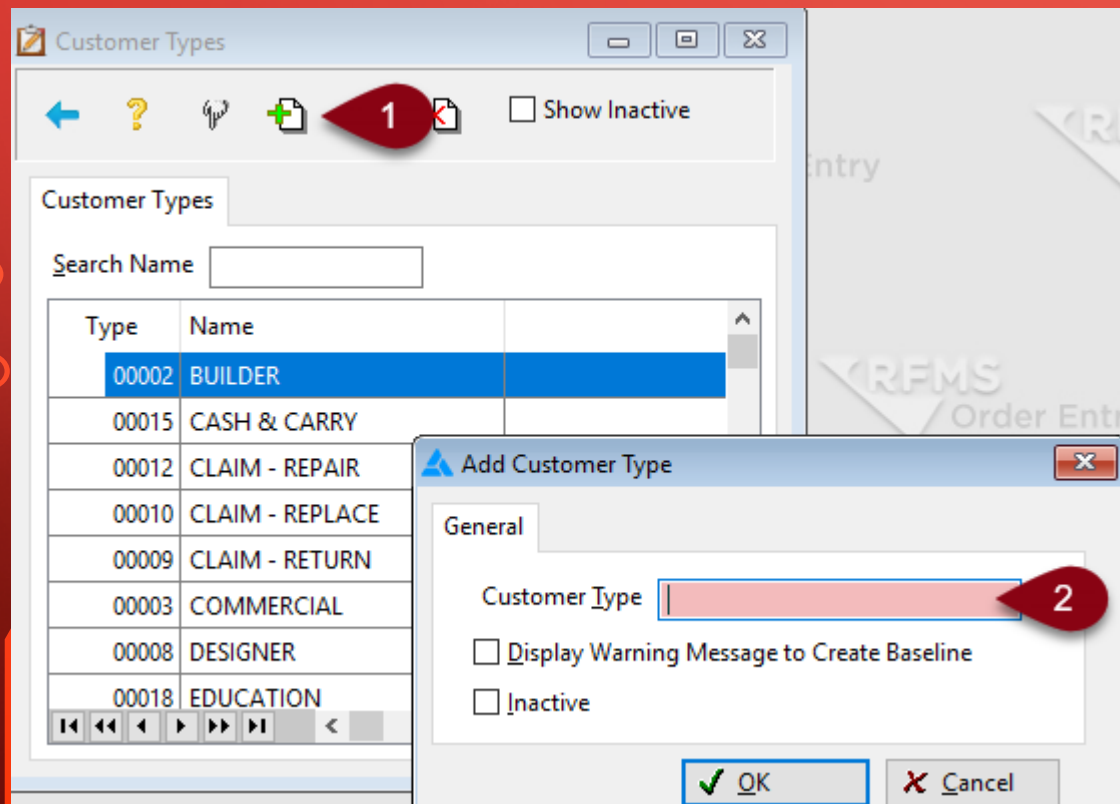 Customer Types
1
Show Inactive
Customer Types
Search Name
Type Name
00002 BUILDER
00015 CASH & CARRY
00012 CLAIM - REPAIR
00010 CLAIM - REPLACE
00009 CLAIM - RETURN
00003 COMMERCIAL
00008 DESIGNER
00018 EDUCATION
Entry
RFMS
Order Entr
Add Customer Type
General
Customer Type
2
Display Warning Message to Create Baseline
Inactive
OK
Cancel